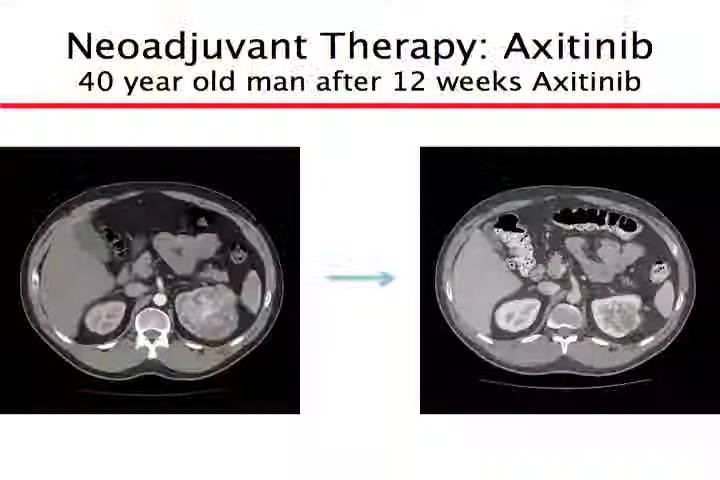 Neoadjuvant Therapy: Axitinib
40 year old man after 12 weeks Axitinib